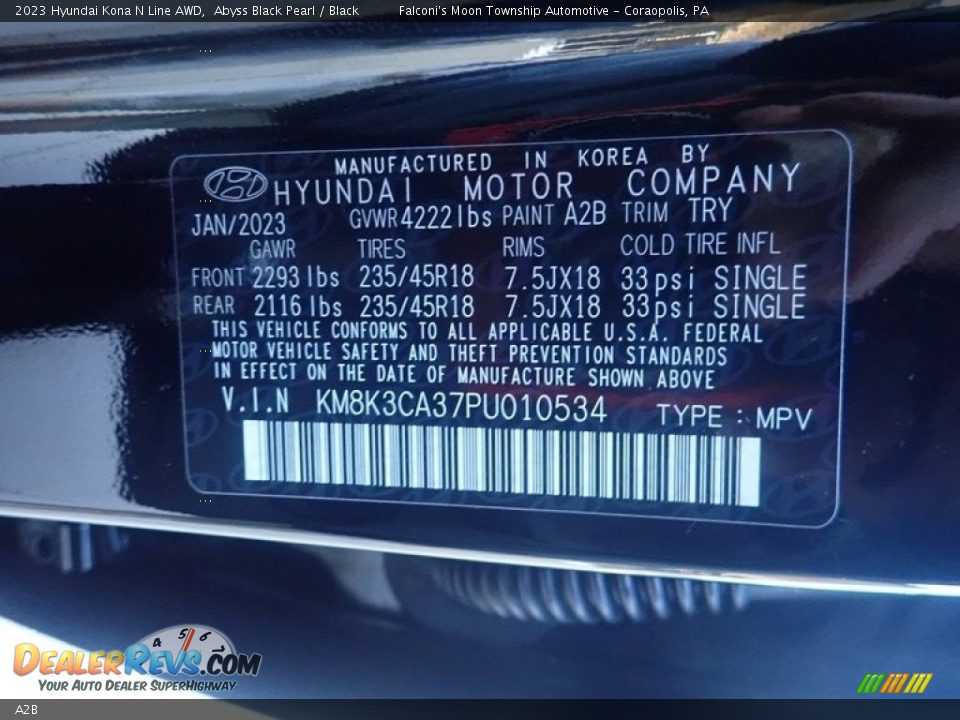 2023 Hyundai Kona N Line AWD, Abyss Black Pearl / Black Falconi's Moon Township Automotive - Coraopolis, PA
MANUFACTURED IN KOREA BY
HYUNDAI MOTOR COMPANY
JAN/2023 GVWR 4222 lbs PAINT A2B TRIM TRY
GAWR TIRES RIMS COLD TIRE INFL
FRONT 2293 lbs 235/45R18 7.5JX18 33psi SINGLE
REAR 2116 lbs 235/45R18 7.5JX18 33psi SINGLE
THIS VEHICLE CONFORMS TO ALL APPLICABLE U.S.A. FEDERAL
MOTOR VEHICLE SAFETY AND THEFT PREVENTION STANDARDS
IN EFFECT ON THE DATE OF MANUFACTURE SHOWN ABOVE
V.I.N KM8K3CA37PU010534 TYPE : MPV
4 5 6
DealerRevs.com
Your Auto Dealer SuperHighway
A2B